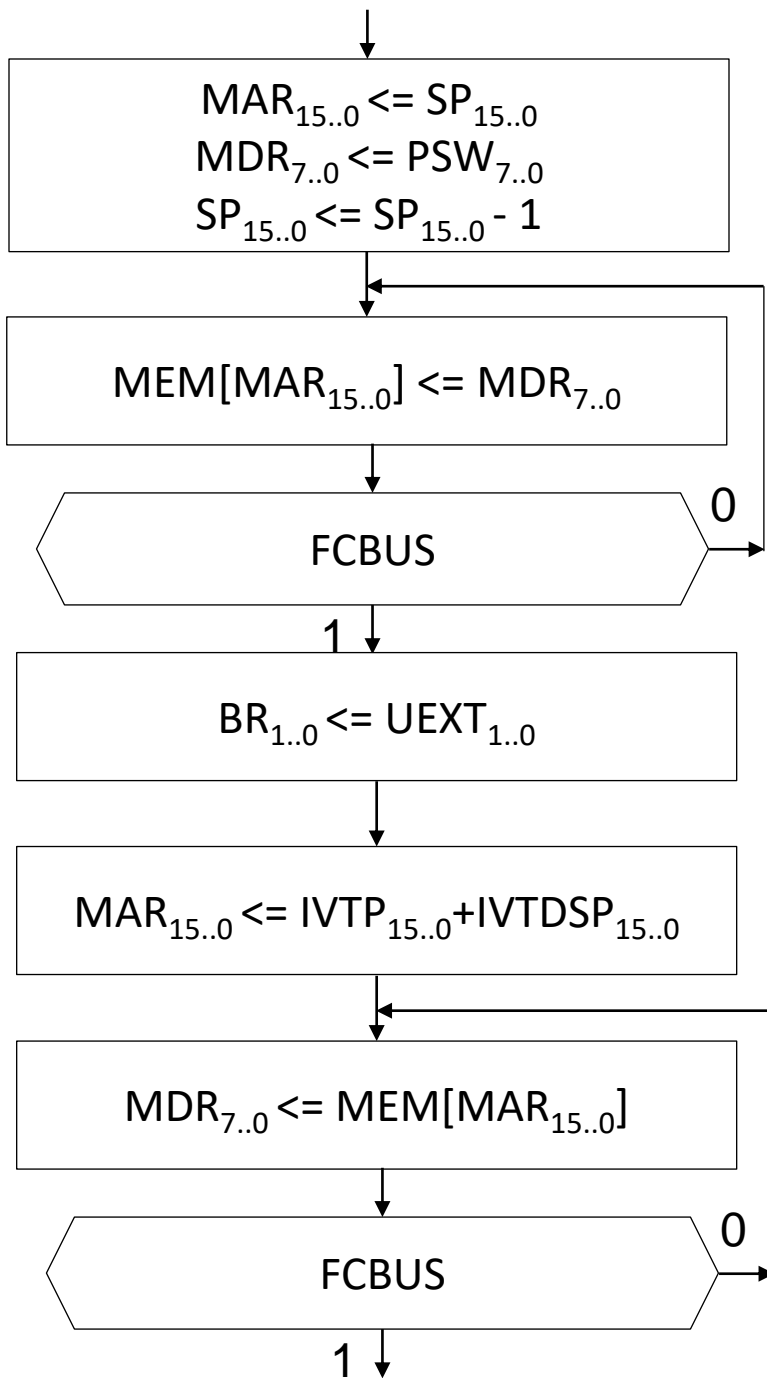 MAR15..0 <= SP15..0
MDR7..0 <= PSW7..0
SP15..0 <= SP15..0 - 1
MEM[MAR15..0] <= MDR7..0
0
FCBUS
1
BR1..0 <= UEXT1..0
MAR15..0 <= IVTP15..0+IVTDSP15..0
MDR7..0 <= MEM[MAR15..0]
0
FCBUS
1